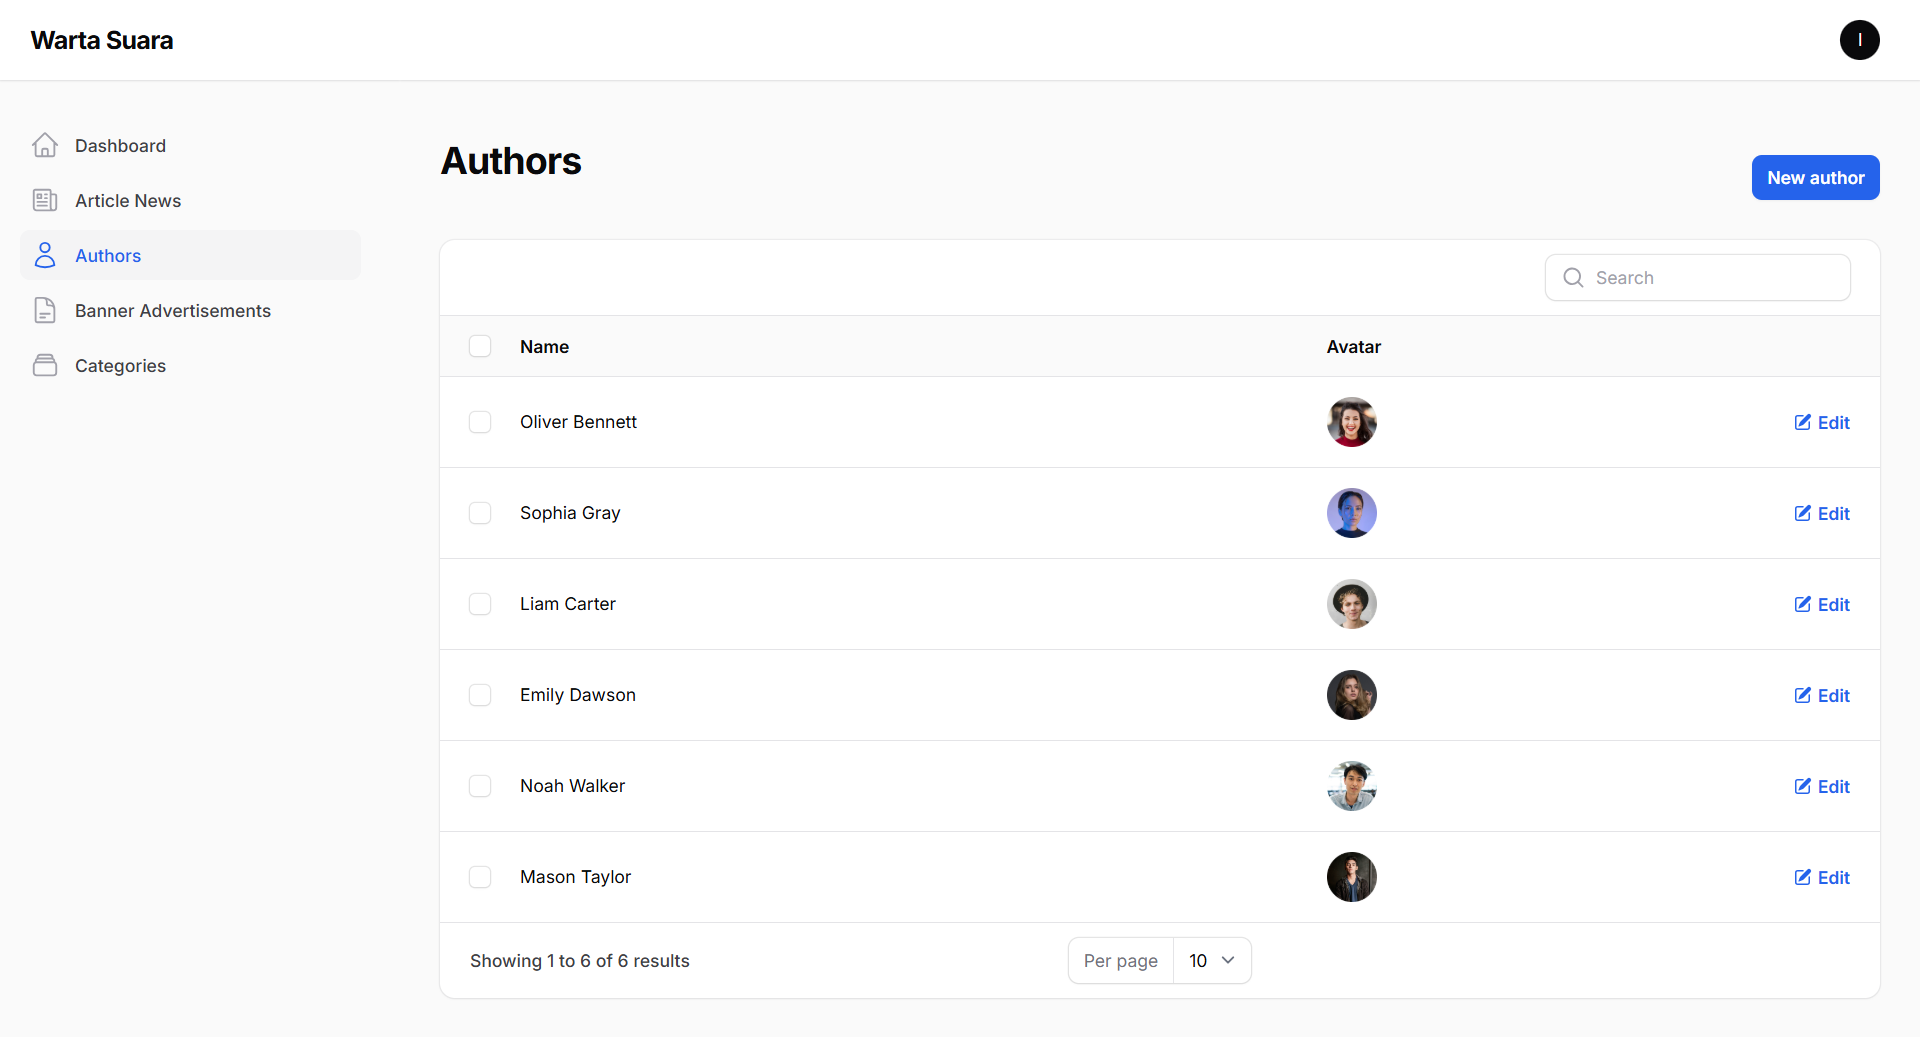 Warta Suara
I
Dashboard
Article News
Authors
Banner Advertisements
Categories
Authors
New author
Search
Name Avatar
Oliver Bennett Edit
Sophia Gray Edit
Liam Carter Edit
Emily Dawson Edit
Noah Walker Edit
Mason Taylor Edit
Showing 1 to 6 of 6 results Per page 10